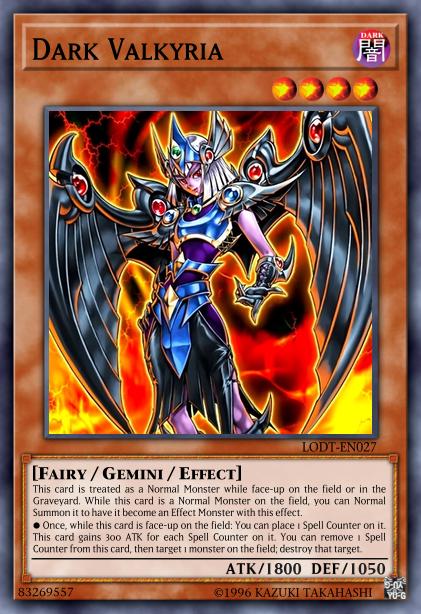 DARK VALKYRIA
DARK
闇
LODT-EN027
[FAIRY / GEMINI / EFFECT]
This card is treated as a Normal Monster while face-up on the field or in the
Graveyard. While this card is a Normal Monster on the field, you can Normal
Summon it to have it become an Effect Monster with this effect.
● Once, while this card is face-up on the field: You can place 1 Spell Counter on it.
This card gains 300 ATK for each Spell Counter on it. You can remove 1 Spell
Counter from this card, then target 1 monster on the field; destroy that target.
ATK/1800 DEF/1050
83269557
©1996 KAZUKI TAKAHASHI